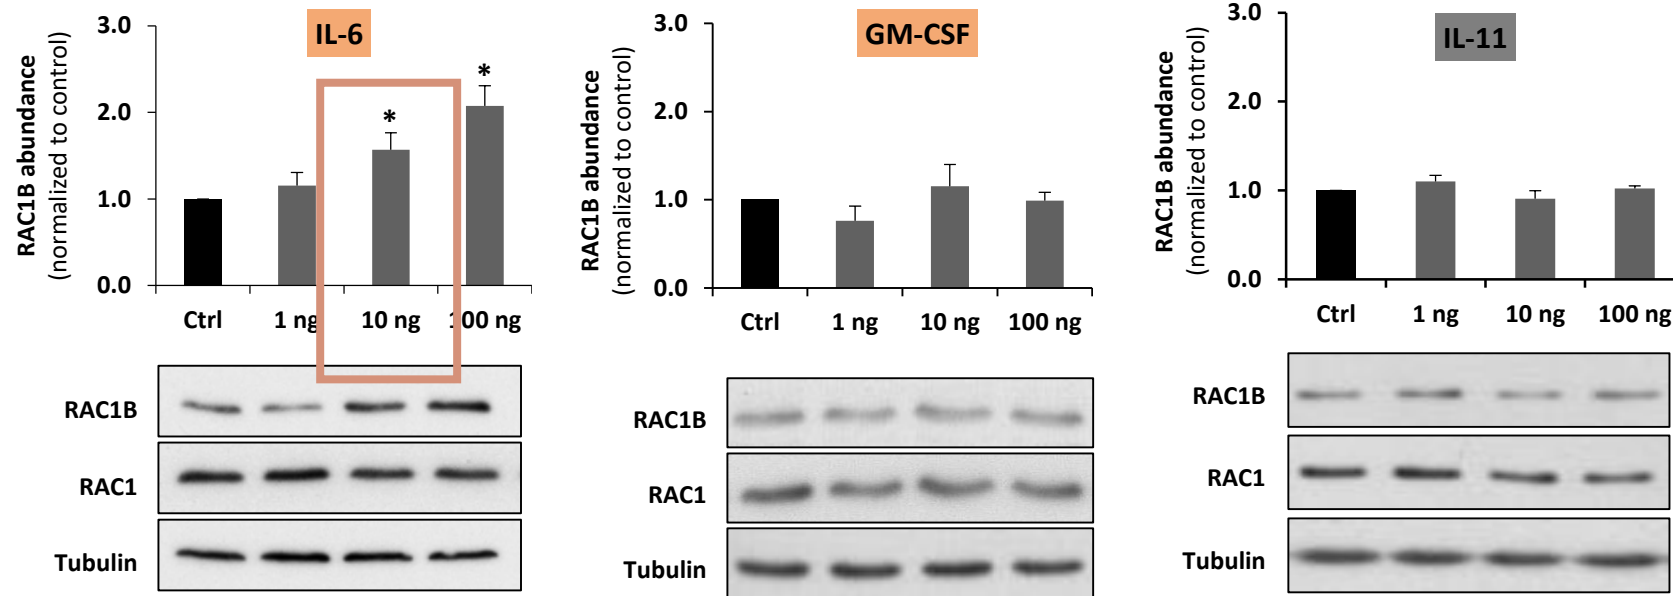 IL-6
RAC1B abundance
(normalized to control)
3.0
2.0
1.0
0.0
*
*
Ctrl 1 ng 10 ng 100 ng
RAC1B
RAC1
Tubulin
GM-CSF
RAC1B abundance
(normalized to control)
3.0
2.0
1.0
0.0
Ctrl 1 ng 10 ng 100 ng
RAC1B
RAC1
Tubulin
IL-11
RAC1B abundance
(normalized to control)
3.0
2.0
1.0
0.0
Ctrl 1 ng 10 ng 100 ng
RAC1B
RAC1
Tubulin